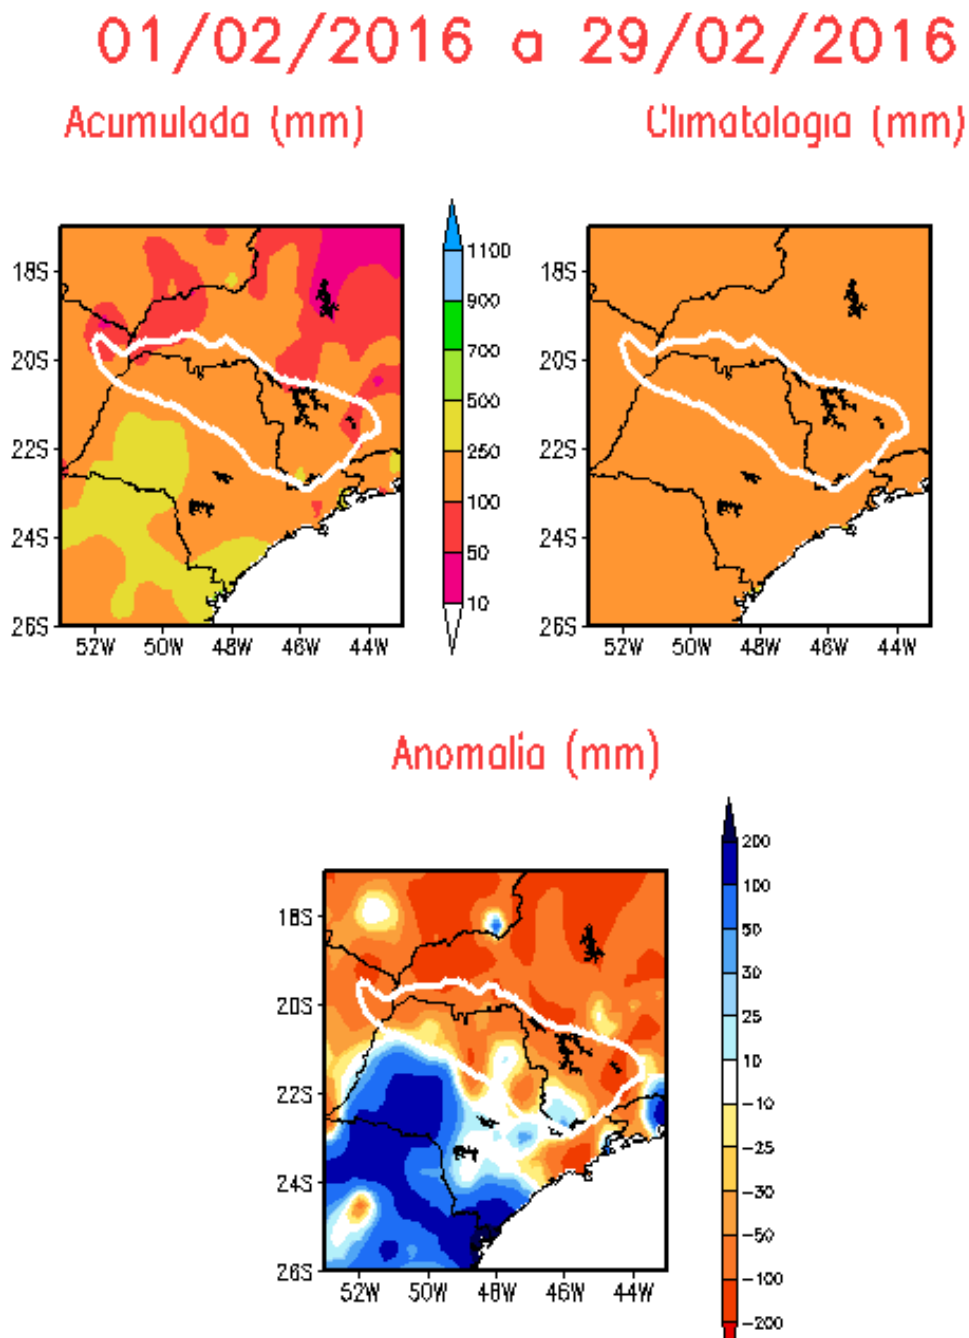 01/02/2016 a 29/02/2016
Acumulada (mm)
Climatologia (mm)
18S
20S
22S
24S
26S
52W 50W 48W 46W 44W
1100
900
700
500
250
100
50
10
18S
20S
22S
24S
26S
52W 50W 48W 46W 44W
Anomalia (mm)
18S
20S
22S
24S
26S
52W 50W 48W 46W 44W
200
100
50
30
25
10
-10
-25
-30
-50
-100
-200